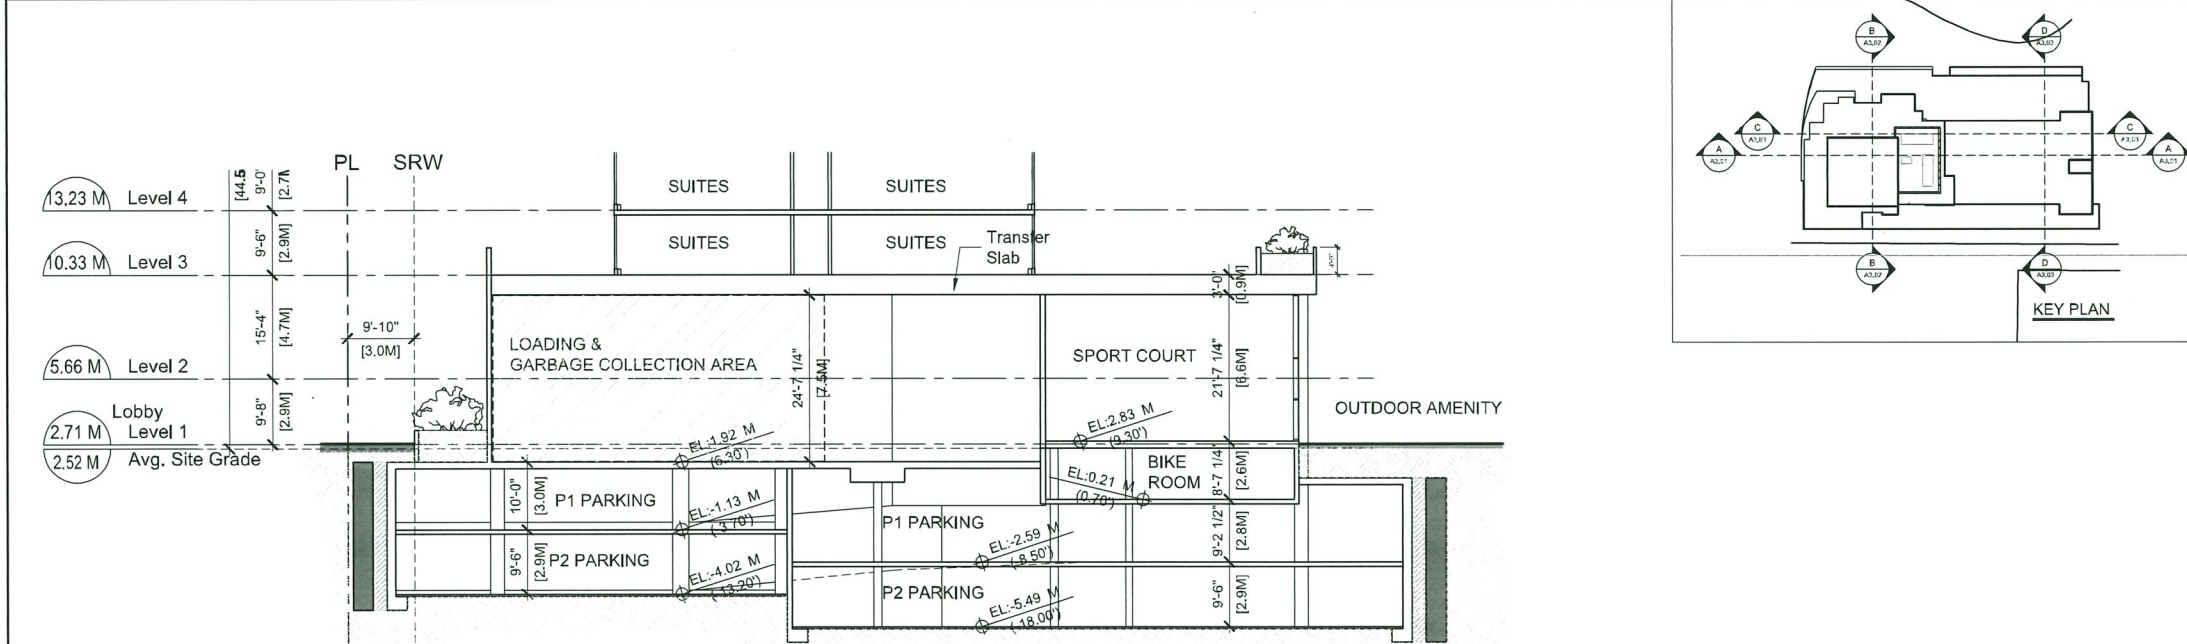 PL SRW
13.23 M Level 4
10.33 M Level 3
5.66 M Level 2
Lobby
2.71 M Level 1
2.52 M Avg. Site Grade
[44.5
9'-0"
[2.7M
9'-6"
[2.9M]
15'-4"
[4.7M]
9'-8"
[2.9M]
9'-10"
[3.0M]
SUITES SUITES
SUITES SUITES
Transfer
Slab
LOADING &
GARBAGE COLLECTION AREA
24'-7 1/4"
[7.5M]
SPORT COURT
3'-0"
[0.9M]
21'-7 1/4"
[6.6M]
OUTDOOR AMENITY
EL:1.92 M
(6.30')
EL:2.83 M
(9.30')
BIKE
ROOM
EL:0.21 M
(0.70')
8'-7 1/4"
[2.6M]
10'-0"
[3.0M]
P1 PARKING
EL:-1.13 M
(-3.70')
P1 PARKING
EL:-2.59 M
(-8.50')
9'-2 1/2"
[2.8M]
9'-6"
[2.9M]
P2 PARKING
EL:-4.02 M
(-13.20')
P2 PARKING
EL:-5.49 M
(-18.00')
9'-6"
[2.9M]
B
A3.02
D
A3.03
C
A3.01
A
A3.01
C
A3.01
A
A3.01
B
A3.02
D
A3.03
KEY PLAN